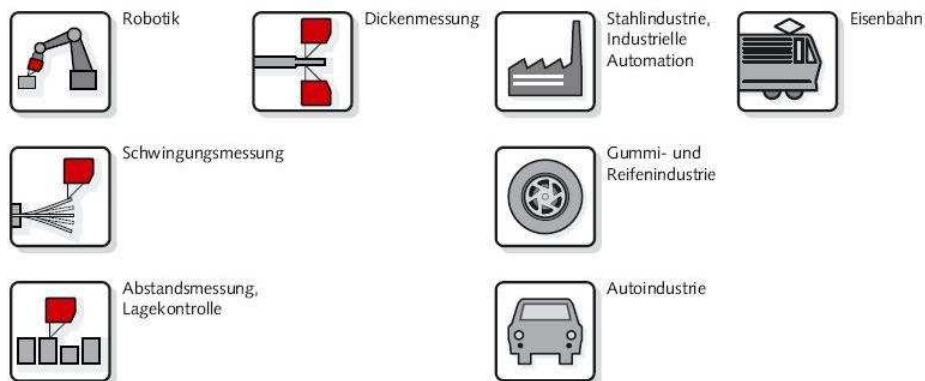 Robotik
Dickenmessung
Stahlindustrie,
Industrielle
Automation
Eisenbahn
Schwingungsmessung
Gummi- und
Reifenindustrie
Abstandsmessung,
Lagekontrolle
Autoindustrie